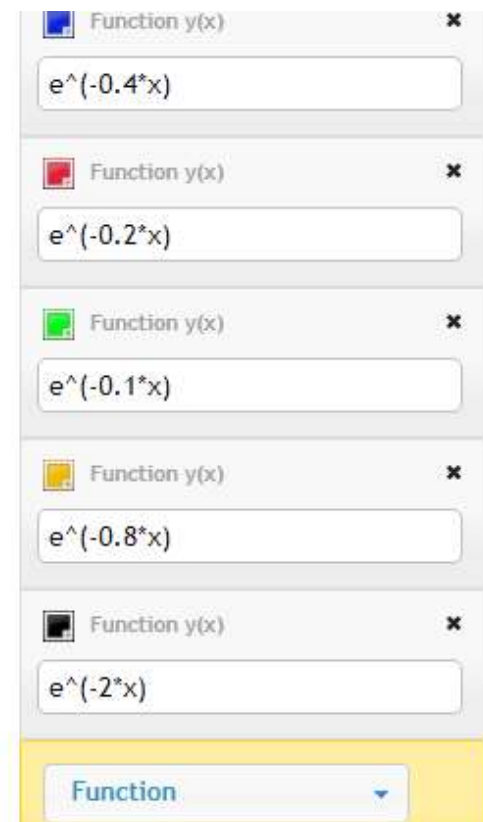 Function y(x) ✖
e^(-0.4*x)
Function y(x) ✖
e^(-0.2*x)
Function y(x) ✖
e^(-0.1*x)
Function y(x) ✖
e^(-0.8*x)
Function y(x) ✖
e^(-2*x)
Function